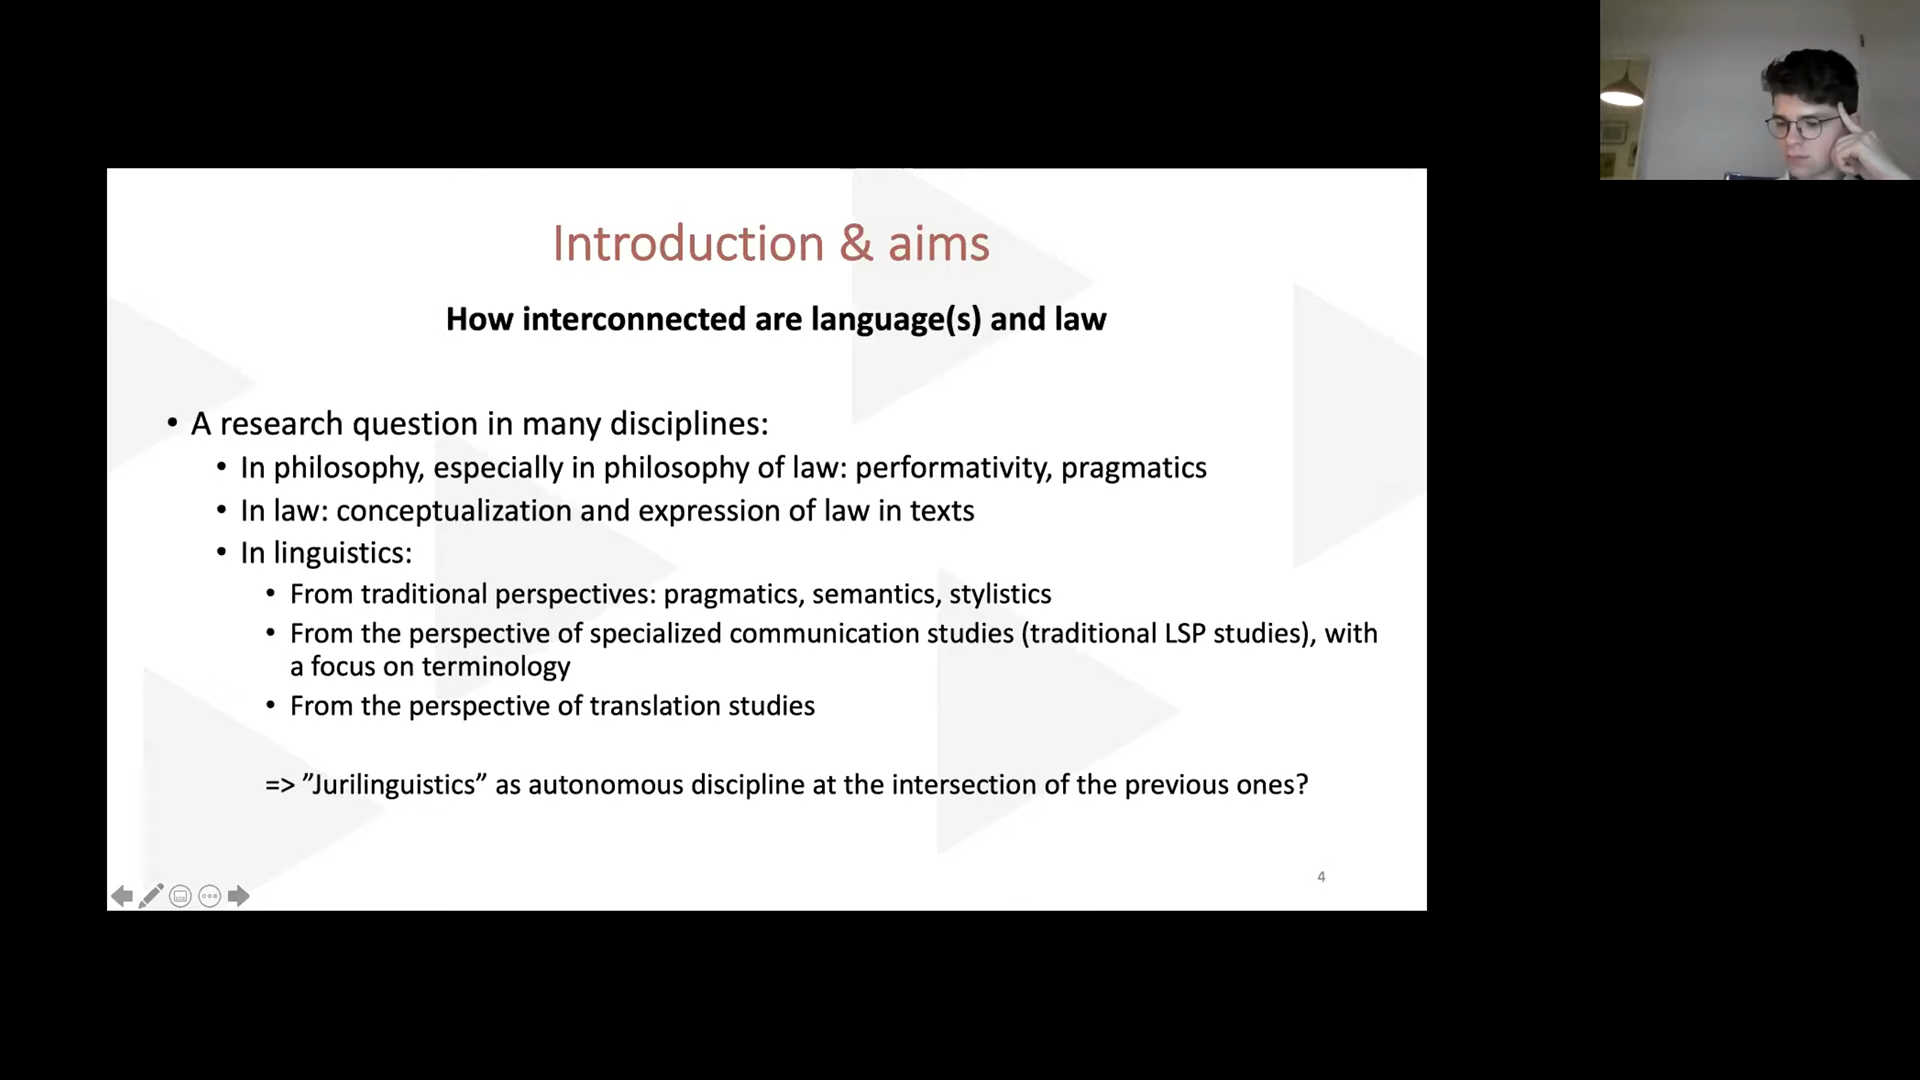 Introduction & aims
How interconnected are language(s) and law
• A research question in many disciplines:
• In philosophy, especially in philosophy of law: performativity, pragmatics
• In law: conceptualization and expression of law in texts
• In linguistics:
• From traditional perspectives: pragmatics, semantics, stylistics
• From the perspective of specialized communication studies (traditional LSP studies), with
a focus on terminology
• From the perspective of translation studies
=> ”Jurilinguistics” as autonomous discipline at the intersection of the previous ones?
4